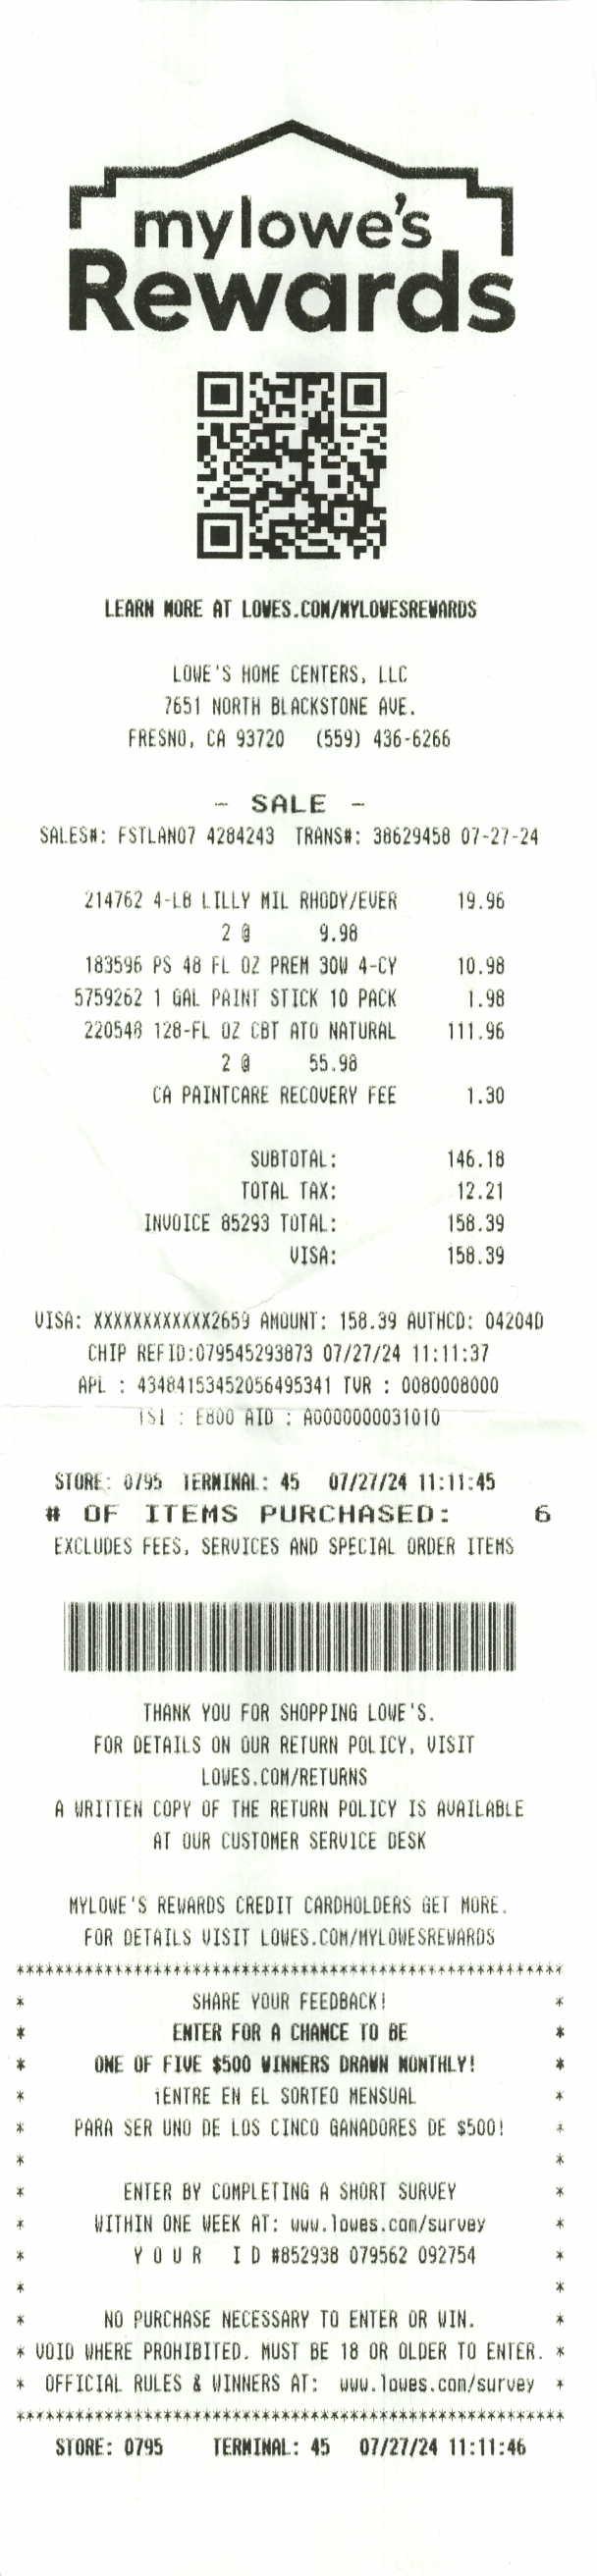 mylowe's
Rewards
LEARN MORE AT LOWES.COM/MYLOWESREWARDS
LOWE'S HOME CENTERS, LLC
7651 NORTH BLACKSTONE AVE.
FRESNO, CA 93720 (559) 436-6266
- SALE -
SALES#: FSTLAN07 4284243 TRANS#: 38629458 07-27-24
214762 4-LB LILLY MIL RHODY/EVER 19.96
2 @ 9.98
183596 PS 48 FL OZ PREM 30W 4-CY 10.98
5759262 1 GAL PAINT STICK 10 PACK 1.98
220548 128-FL OZ CBT ATO NATURAL 111.96
2 @ 55.98
CA PAINTCARE RECOVERY FEE 1.30
SUBTOTAL: 146.18
TOTAL TAX: 12.21
INVOICE 85293 TOTAL: 158.39
VISA: 158.39
VISA: XXXXXXXXXXXX2659 AMOUNT: 158.39 AUTHCD: 04204D
CHIP REFID:079545293873 07/27/24 11:11:37
APL : 43484153452056495341 TVR : 0080008000
TSI : E800 AID : A0000000031010
STORE: 0795 TERMINAL: 45 07/27/24 11:11:45
# OF ITEMS PURCHASED: 6
EXCLUDES FEES, SERVICES AND SPECIAL ORDER ITEMS
THANK YOU FOR SHOPPING LOWE'S.
FOR DETAILS ON OUR RETURN POLICY, VISIT
LOWES.COM/RETURNS
A WRITTEN COPY OF THE RETURN POLICY IS AVAILABLE
AT OUR CUSTOMER SERVICE DESK
MYLOWE'S REWARDS CREDIT CARDHOLDERS GET MORE.
FOR DETAILS VISIT LOWES.COM/MYLOWESREWARDS
********************************************************
* SHARE YOUR FEEDBACK! *
* ENTER FOR A CHANCE TO BE *
* ONE OF FIVE $500 WINNERS DRAWN MONTHLY! *
* ¡ENTRE EN EL SORTEO MENSUAL *
* PARA SER UNO DE LOS CINCO GANADORES DE $500! *
* *
* ENTER BY COMPLETING A SHORT SURVEY *
* WITHIN ONE WEEK AT: www.lowes.com/survey *
* Y O U R I D #852938 079562 092754 *
* *
* NO PURCHASE NECESSARY TO ENTER OR WIN. *
* VOID WHERE PROHIBITED. MUST BE 18 OR OLDER TO ENTER. *
* OFFICIAL RULES & WINNERS AT: www.lowes.com/survey *
********************************************************
STORE: 0795 TERMINAL: 45 07/27/24 11:11:46